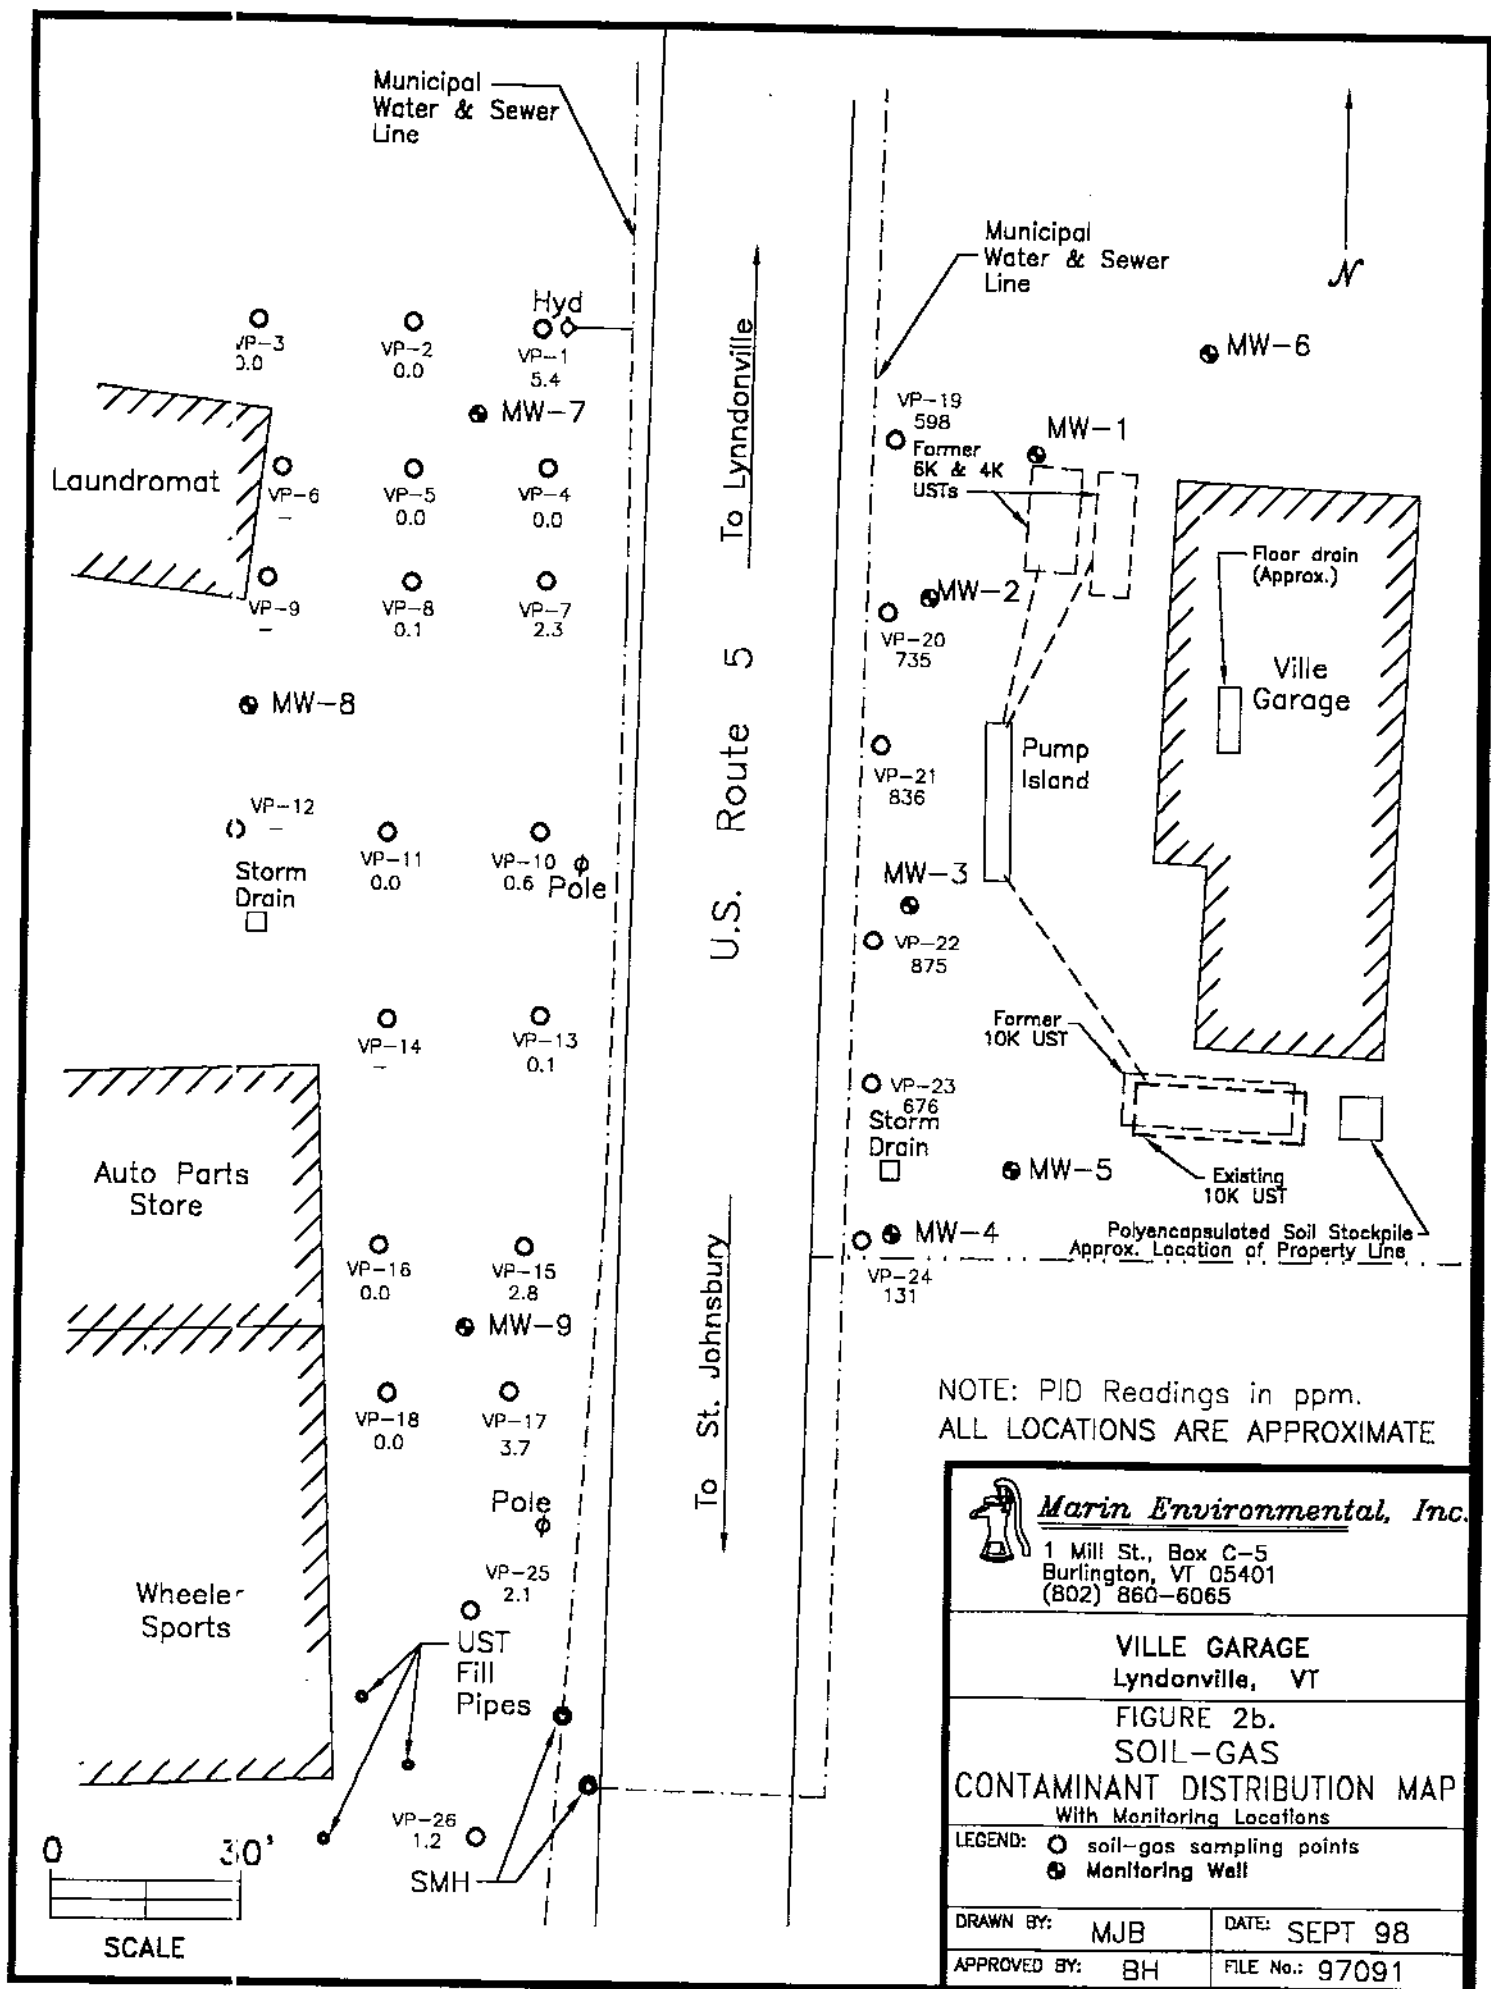 Municipal
Water & Sewer
Line
Municipal
Water & Sewer
Line
N
Hyd
VP-3
0.0
VP-2
0.0
VP-1
5.4
MW-7
MW-6
VP-19
598
MW-1
Former
6K & 4K
USTs
To Lynndonville
Laundromat
VP-6
-
VP-5
0.0
VP-4
0.0
Floor drain
(Approx.)
VP-9
-
VP-8
0.1
VP-7
2.3
MW-2
VP-20
735
Ville
Garage
MW-8
U.S. Route 5
VP-21
836
Pump
Island
VP-12
-
VP-11
0.0
VP-10
0.6
Pole
Storm
Drain
MW-3
VP-22
875
VP-14
-
VP-13
0.1
Former
10K UST
VP-23
676
Storm
Drain
MW-5
Existing
10K UST
Auto Parts
Store
Polyencapsulated Soil Stockpile
Approx. Location of Property Line
MW-4
VP-24
131
VP-16
0.0
VP-15
2.8
MW-9
To St. Johnsbury
VP-18
0.0
VP-17
3.7
NOTE: PID Readings in ppm.
ALL LOCATIONS ARE APPROXIMATE
Pole
VP-25
2.1
Wheeler
Sports
UST
Fill
Pipes
VP-26
1.2
SMH
0 30'
SCALE
Marin Environmental, Inc.
1 Mill St., Box C-5
Burlington, VT 05401
(802) 860-6065
VILLE GARAGE
Lyndonville, VT
FIGURE 2b.
SOIL-GAS
CONTAMINANT DISTRIBUTION MAP
With Monitoring Locations
LEGEND: soil-gas sampling points
Monitoring Well
DRAWN BY: MJB
DATE: SEPT 98
APPROVED BY: BH
FILE No.: 97091